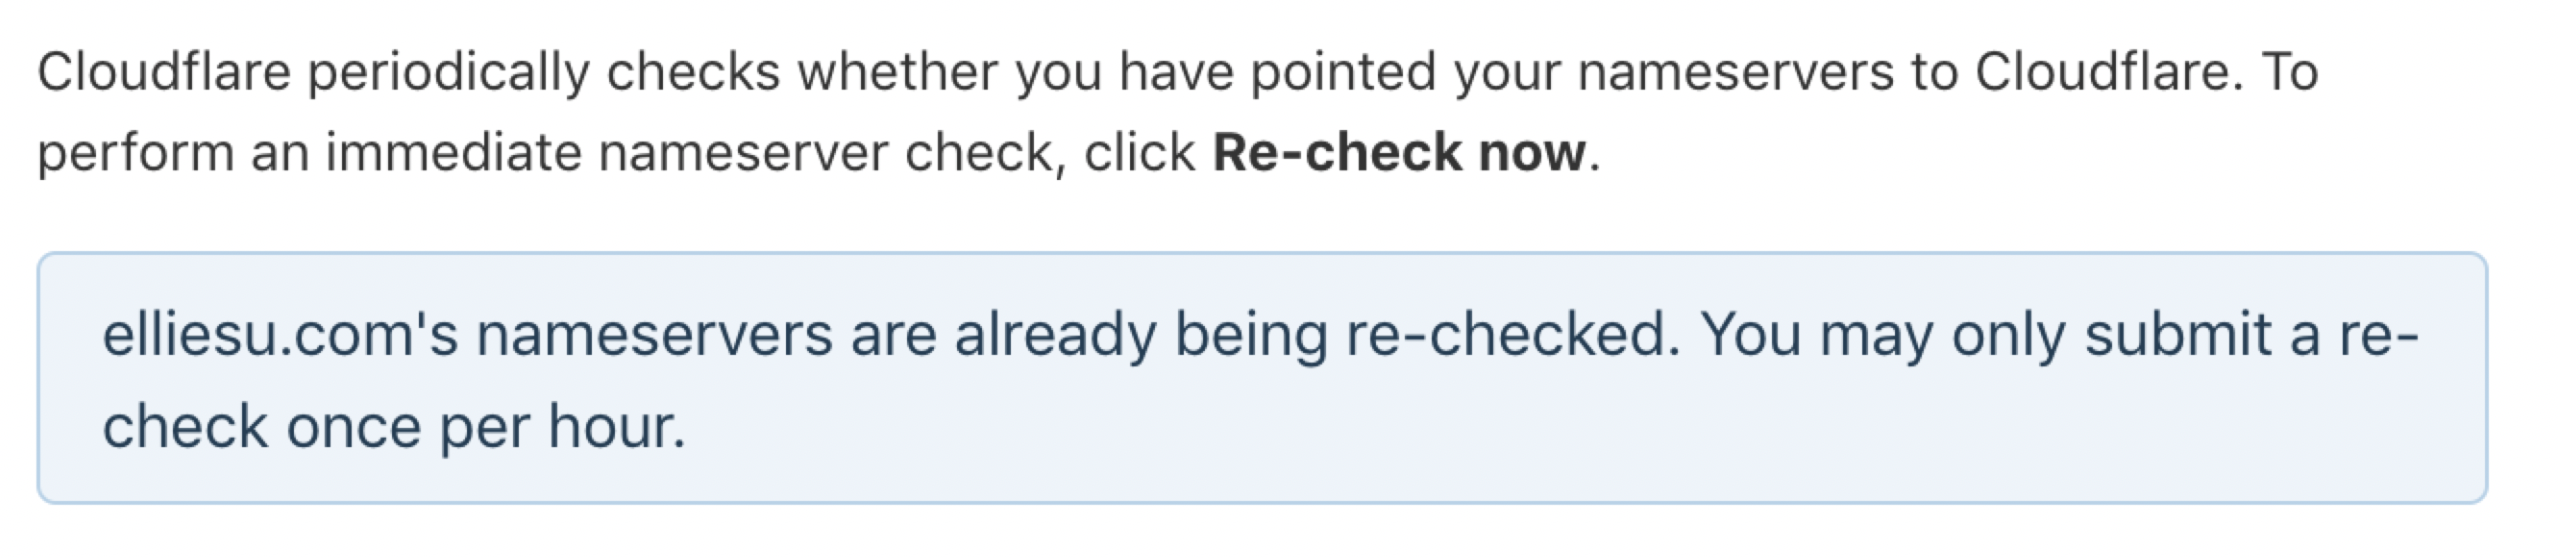 Cloudflare periodically checks whether you have pointed your nameservers to Cloudflare. To
perform an immediate nameserver check, click Re-check now.
elliesu.com's nameservers are already being re-checked. You may only submit a re-
check once per hour.